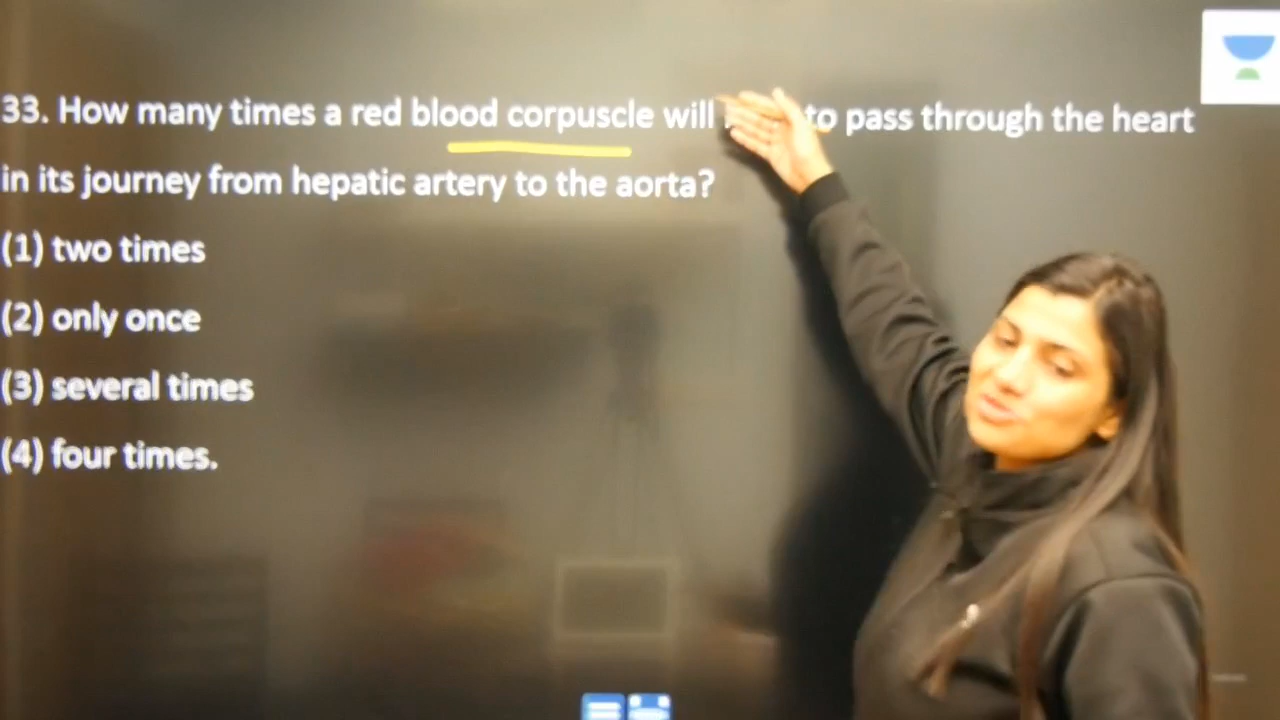 33. How many times a red blood corpuscle will to pass through the heart
in its journey from hepatic artery to the aorta?
(1) two times
(2) only once
(3) several times
(4) four times.